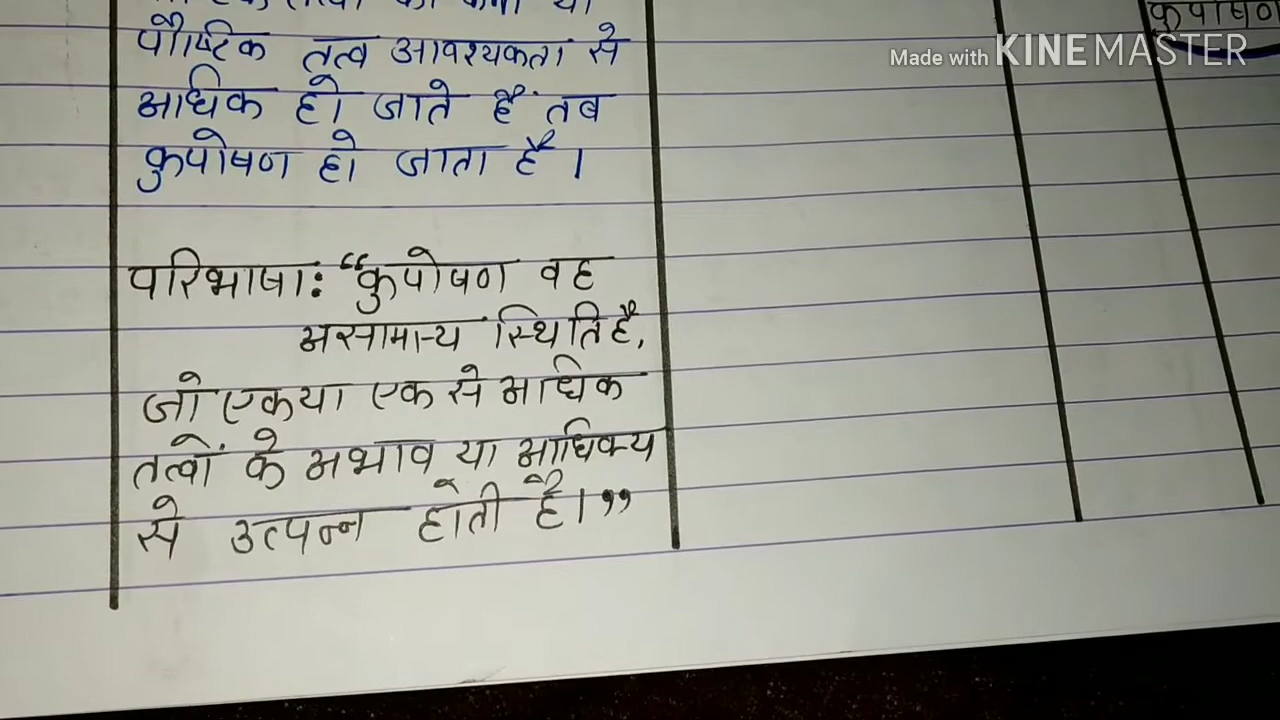 पौष्टिक तत्व आवश्यकता से
अधिक हो जाते हैं तब
कुपोषण हो जाता है।
परिभाषा: “कुपोषण वह
असामान्य स्थिति है,
जो एक या एक से अधिक
तत्वों के अभाव या आधिक्य
से उत्पन्न होती है।”
कुपोषण
Made with KINEMASTER